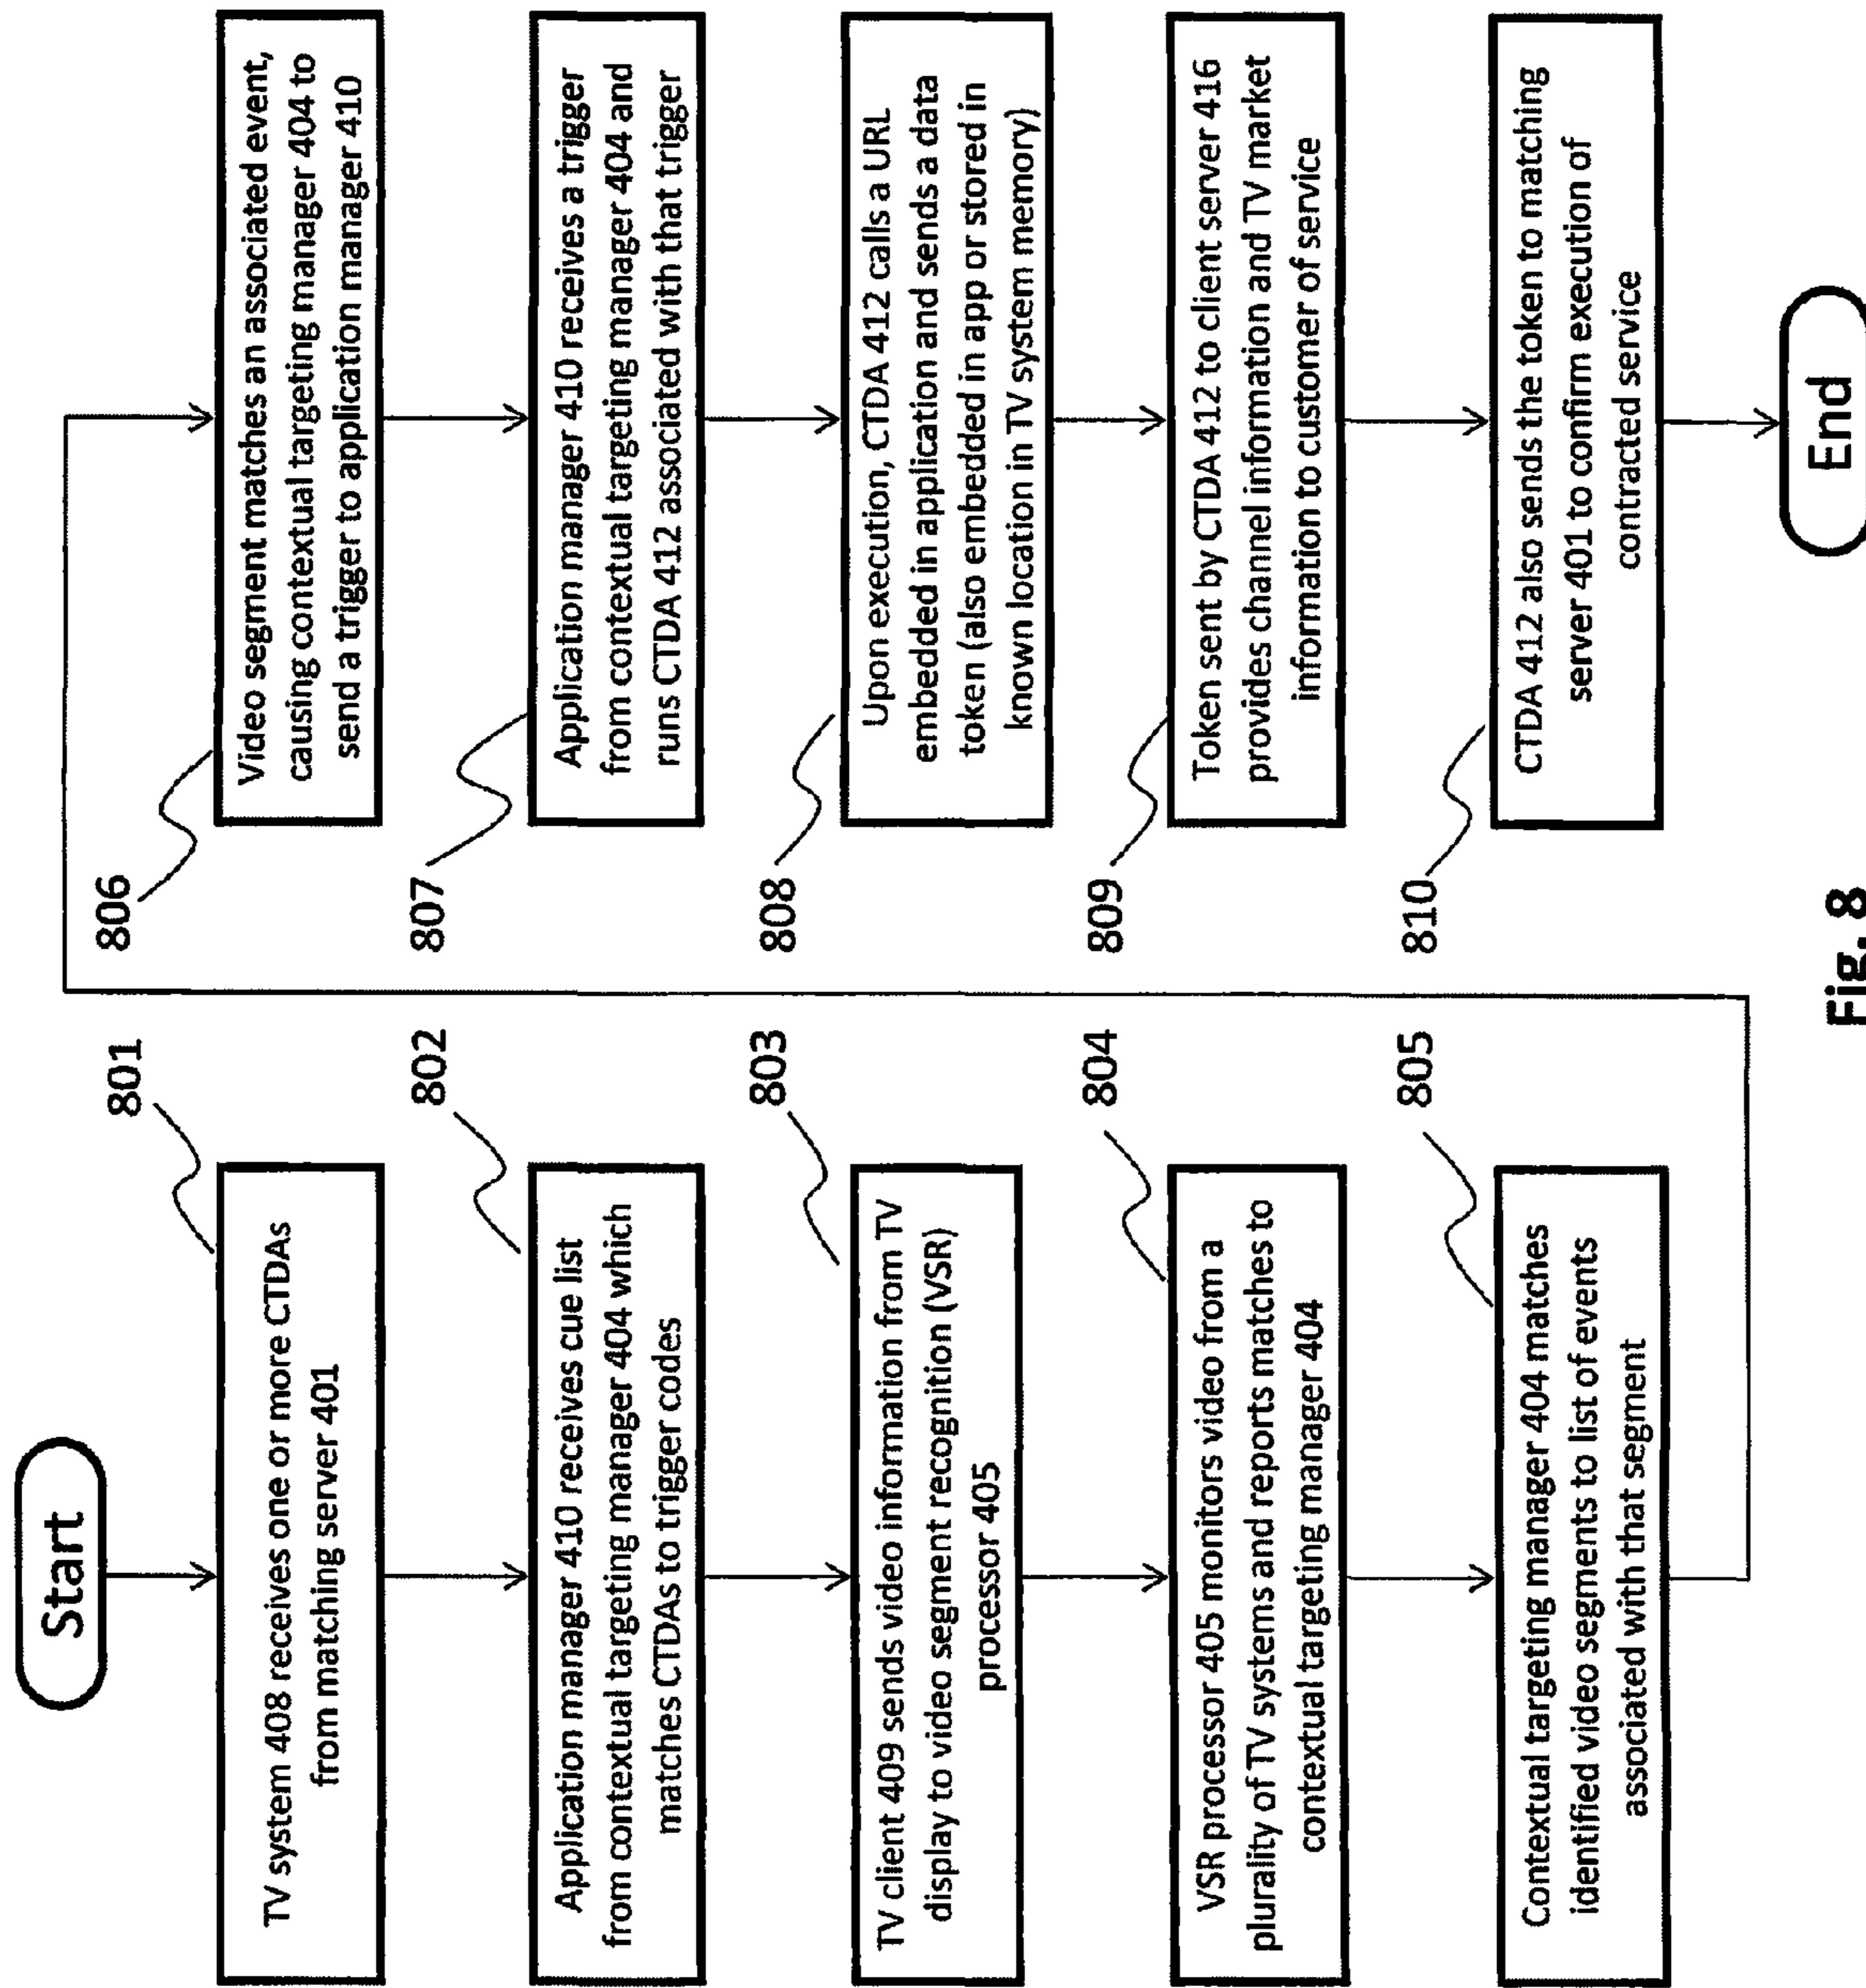 Start
801
TV system 408 receives one or more CTDAs
from matching server 401
802
Application manager 410 receives cue list
from contextual targeting manager 404 which
matches CTDAs to trigger codes
803
TV client 409 sends video information from TV
display to video segment recognition (VSR)
processor 405
804
VSR processor 405 monitors video from a
plurality of TV systems and reports matches to
contextual targeting manager 404
805
Contextual targeting manager 404 matches
identified video segments to list of events
associated with that segment
806
Video segment matches an associated event,
causing contextual targeting manager 404 to
send a trigger to application manager 410
807
Application manager 410 receives a trigger
from contextual targeting manager 404 and
runs CTDA 412 associated with that trigger
808
Upon execution, CTDA 412 calls a URL
embedded in application and sends a data
token (also embedded in app or stored in
known location in TV system memory)
809
Token sent by CTDA 412 to client server 416
provides channel information and TV market
information to customer of service
810
CTDA 412 also sends the token to matching
server 401 to confirm execution of
contracted service
End
Fig. 8